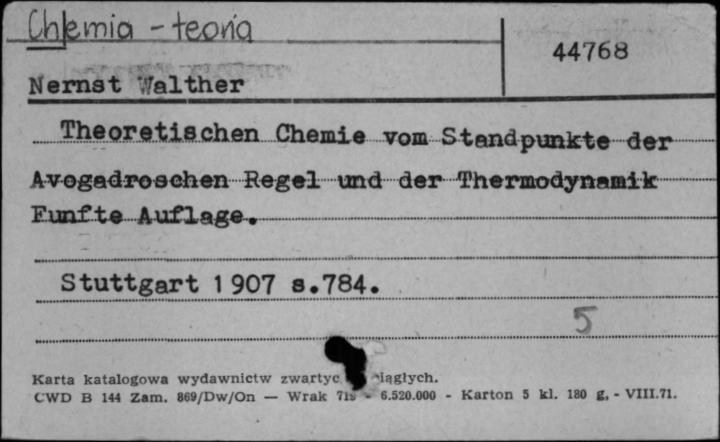 Chemia - teoria
44768
Nernst Walther
Theoretischen Chemie vom Standpunkte der
Avogadroschen Regel und der Thermodynamik
Funfte Auflage.
Stuttgart 1907 s.784.
5
Karta katalogowa wydawnictw
CWD B 144 Zam. 869/Dw/On — Wrak 6.520.000 - Karton 5 kl. 180 g, - VIII.71.